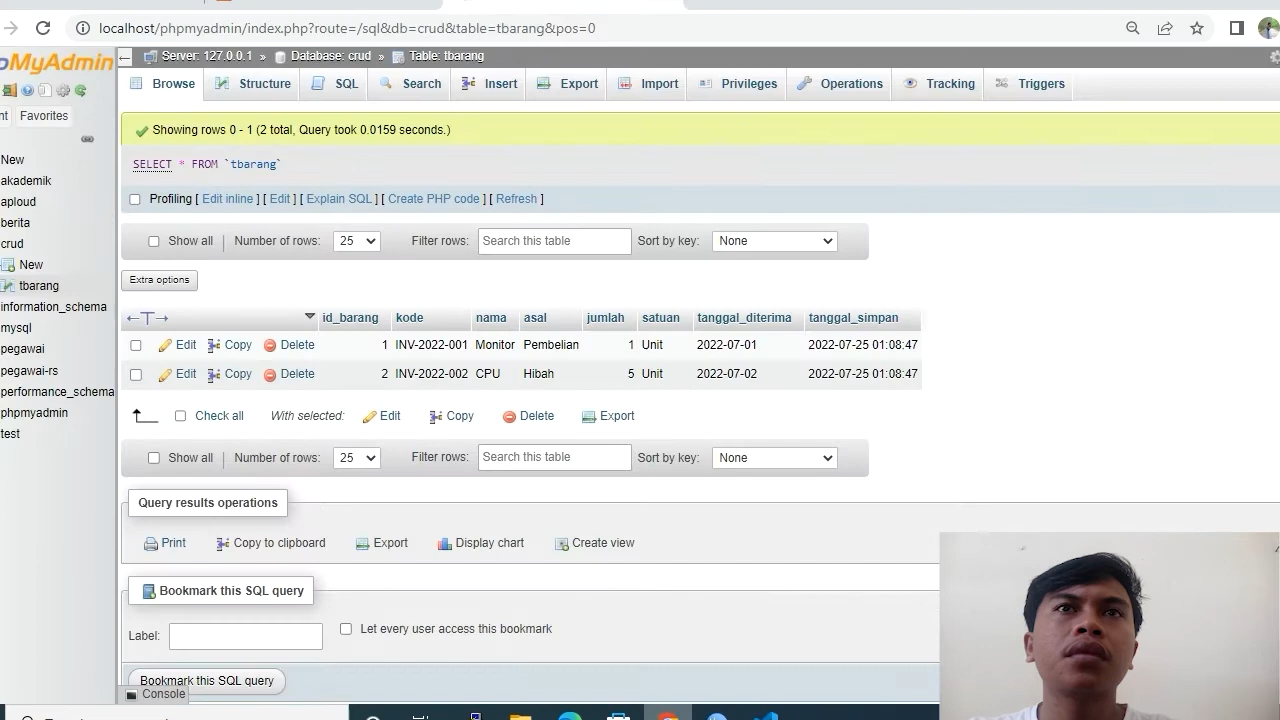 localhost/phpmyadmin/index.php?route=/sql&db=crud&table=tbarang&pos=0
MyAdmin
Favorites
New
akademik
aploud
berita
crud
New
tbarang
information_schema
mysql
pegawai
pegawai-rs
performance_schema
phpmyadmin
test
Server: 127.0.0.1 » Database: crud » Table: tbarang
Browse Structure SQL Search Insert Export Import Privileges Operations Tracking Triggers
Showing rows 0 - 1 (2 total, Query took 0.0159 seconds.)
SELECT * FROM `tbarang`
Profiling [ Edit inline ] [ Edit ] [ Explain SQL ] [ Create PHP code ] [ Refresh ]
Show all Number of rows: 25 Filter rows: Search this table Sort by key: None
Extra options
←T→ id_barang kode nama asal jumlah satuan tanggal_diterima tanggal_simpan
Edit Copy Delete 1 INV-2022-001 Monitor Pembelian 1 Unit 2022-07-01 2022-07-25 01:08:47
Edit Copy Delete 2 INV-2022-002 CPU Hibah 5 Unit 2022-07-02 2022-07-25 01:08:47
Check all With selected: Edit Copy Delete Export
Show all Number of rows: 25 Filter rows: Search this table Sort by key: None
Query results operations
Print Copy to clipboard Export Display chart Create view
Bookmark this SQL query
Label: Let every user access this bookmark
Bookmark this SQL query
Console